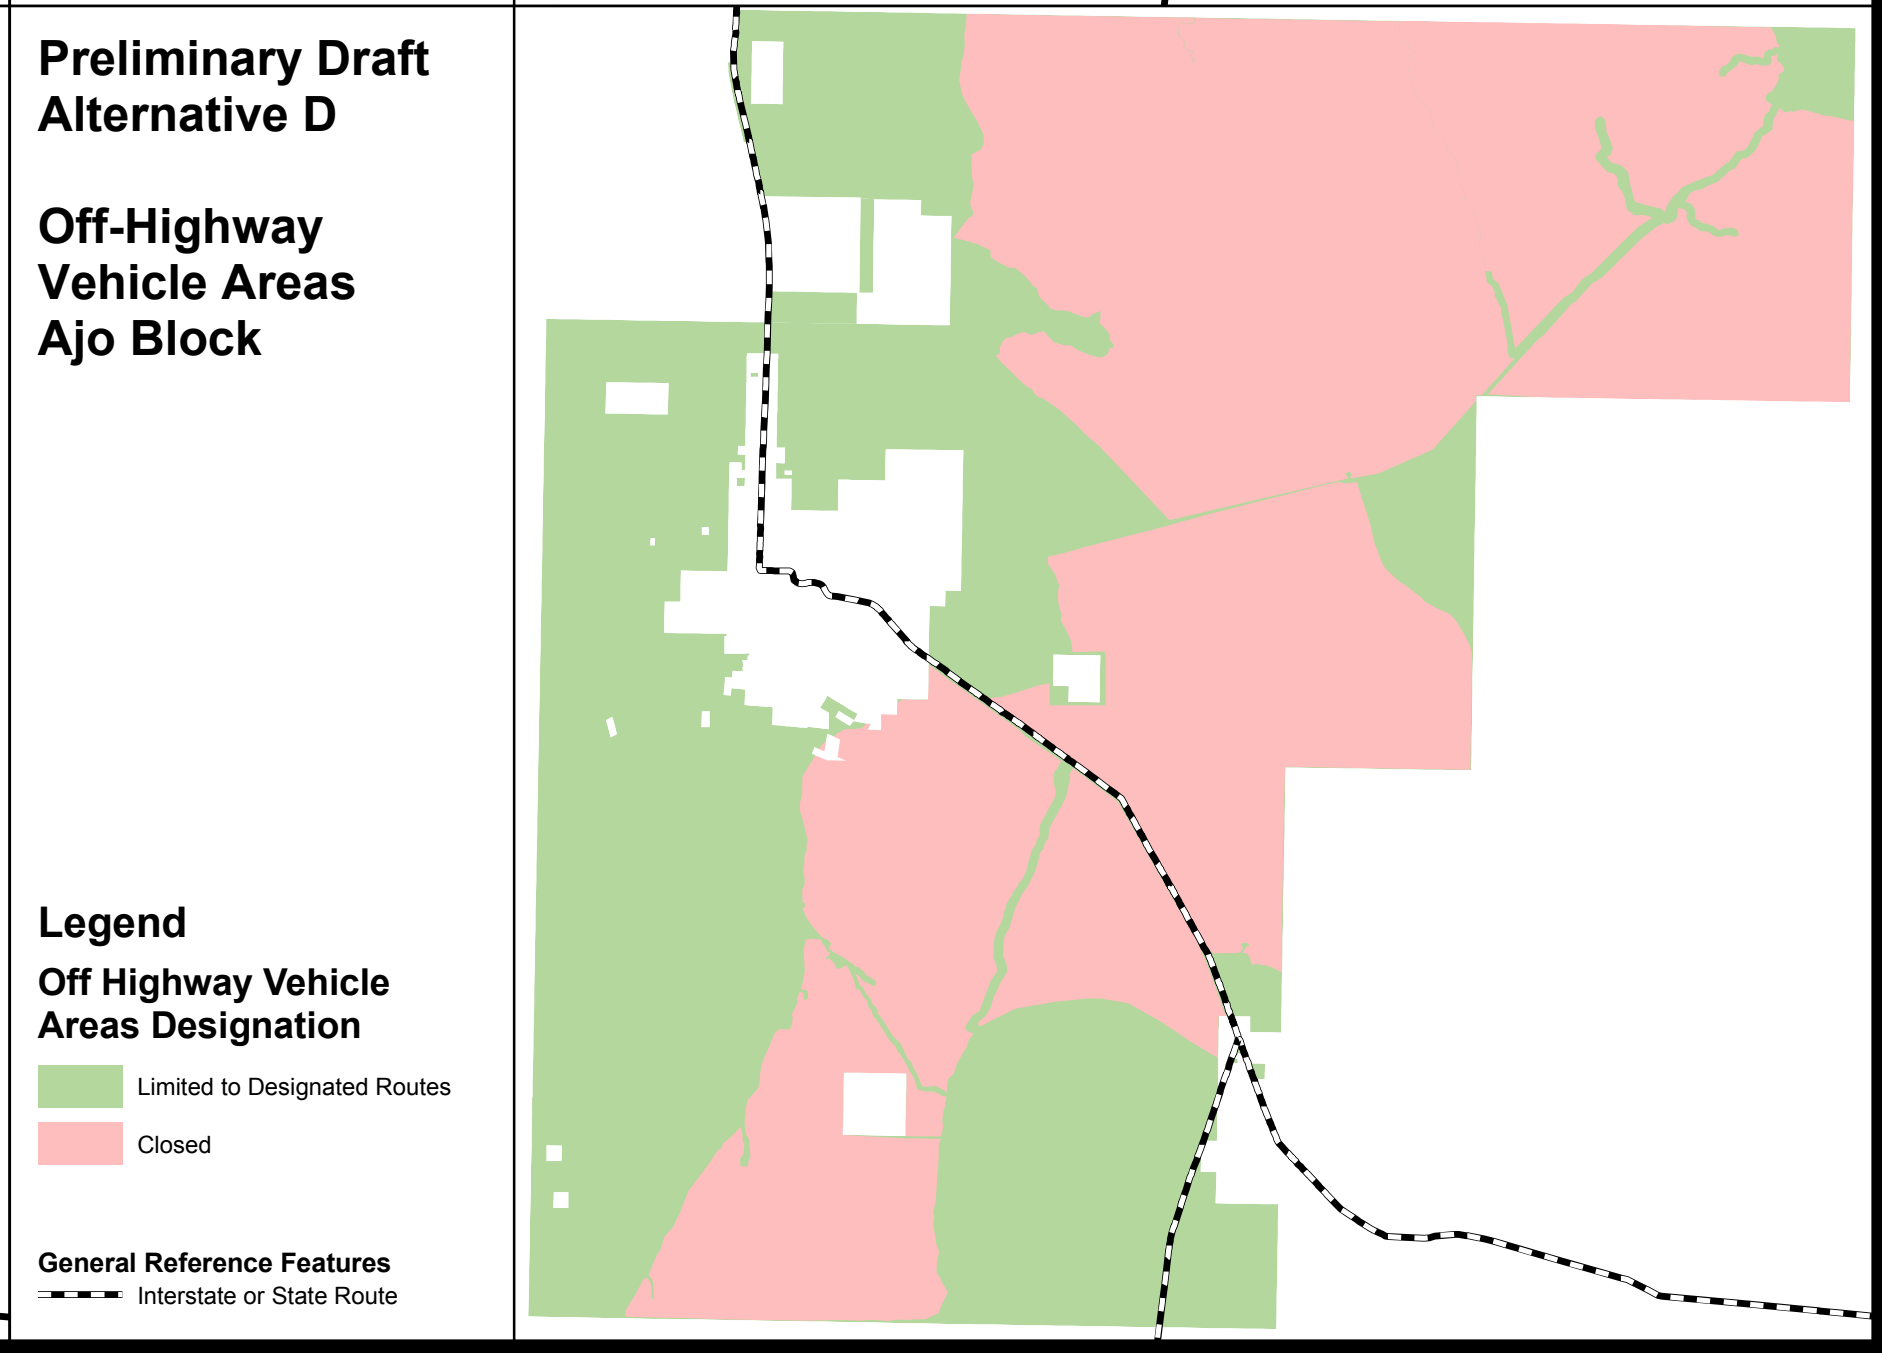 Preliminary Draft
Alternative D
Off-Highway
Vehicle Areas
Ajo Block
Legend
Off Highway Vehicle
Areas Designation
Limited to Designated Routes
Closed
General Reference Features
Interstate or State Route